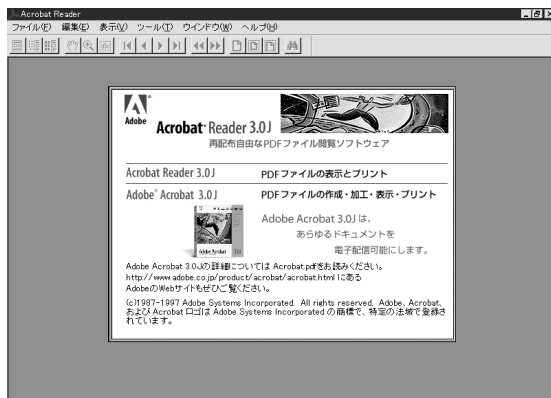 Acrobat Reader
ファイル(F) 編集(E) 表示(V) ツール(T) ウインドウ(W) ヘルプ(H)
Adobe
Acrobat Reader 3.0J
再配布自由なPDFファイル閲覧ソフトウェア
Acrobat Reader 3.0J PDFファイルの表示とプリント
Adobe® Acrobat 3.0J PDFファイルの作成・加工・表示・プリント
Adobe Acrobat 3.0J は、
あらゆるドキュメントを
電子配信可能にします。
Adobe Acrobat
Adobe Acrobat 3.0Jの詳細については Acrobat.pdfをお読みください。
http://www.adobe.co.jp/product/acrobat/acrobat.html にある
AdobeのWebサイトもぜひご覧ください。
(c)1987-1997 Adobe Systems Incorporated. All rights reserved. Adobe、Acrobat、
および Acrobat ロゴは Adobe Systems Incorporated の商標で、特定の法域で登録さ
れています。